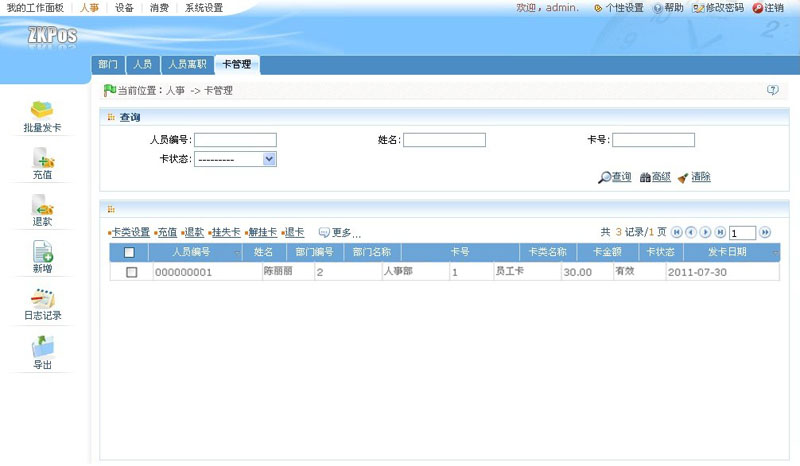 我的工作面板 人事 设备 消费 系统设置 欢迎，admin. 个性设置 帮助 修改密码 注销
ZKPos
部门 人员 人员离职 卡管理
当前位置：人事 -> 卡管理
批量发卡
充值
退款
新增
日志记录
导出
查询
人员编号: 姓名: 卡号:
卡状态: ---------
查询 高级 清除
卡类设置 充值 退款 挂失卡 解挂卡 退卡 更多... 共 3 记录/1 页 1
人员编号 姓名 部门编号 部门名称 卡号 卡类名称 卡金额 卡状态 发卡日期
000000001 陈丽丽 2 人事部 1 员工卡 30.00 有效 2011-07-30